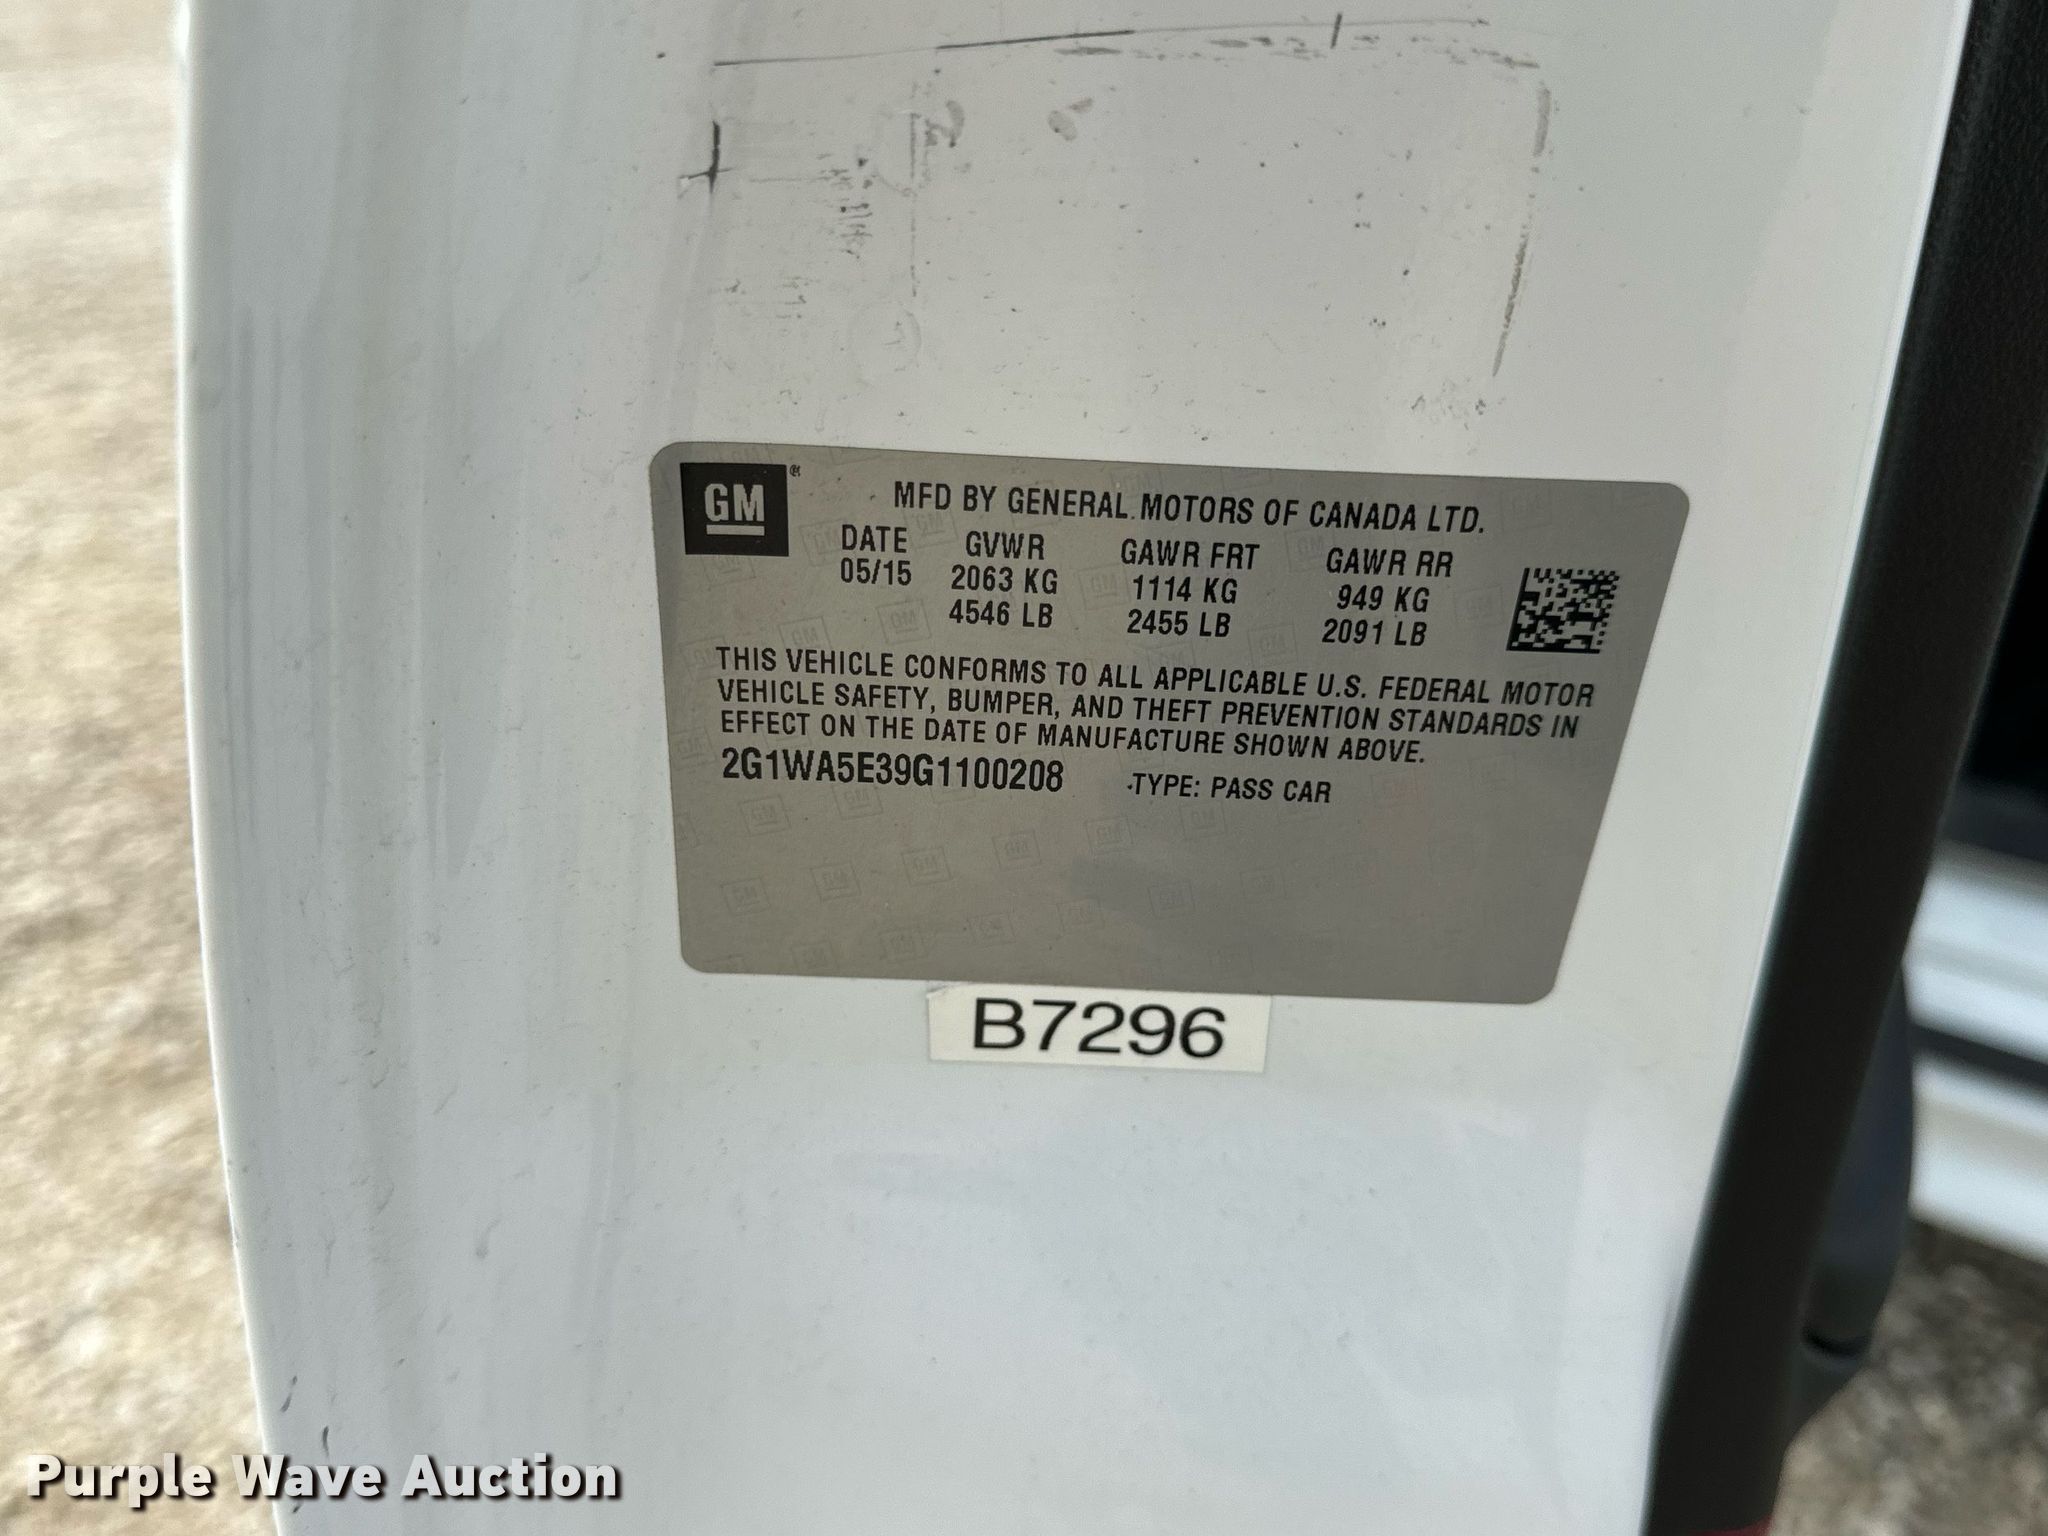 GM
MFD BY GENERAL MOTORS OF CANADA LTD.
DATE GVWR GAWR FRT GAWR RR
05/15 2063 KG 1114 KG 949 KG
4546 LB 2455 LB 2091 LB
THIS VEHICLE CONFORMS TO ALL APPLICABLE U.S. FEDERAL MOTOR
VEHICLE SAFETY, BUMPER, AND THEFT PREVENTION STANDARDS IN
EFFECT ON THE DATE OF MANUFACTURE SHOWN ABOVE.
2G1WA5E39G1100208 TYPE: PASS CAR
B7296
Purple Wave Auction